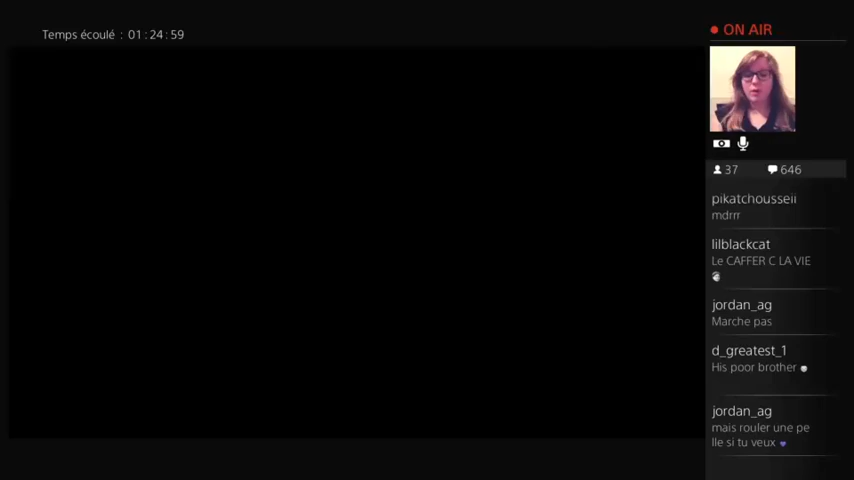 Temps écoulé : 01:24:59
ON AIR
37 646
pikatchousseii
mdrrr
lilblackcat
Le CAFFER C LA VIE
jordan_ag
Marche pas
d_greatest_1
His poor brother
jordan_ag
mais rouler une pe
lle si tu veux